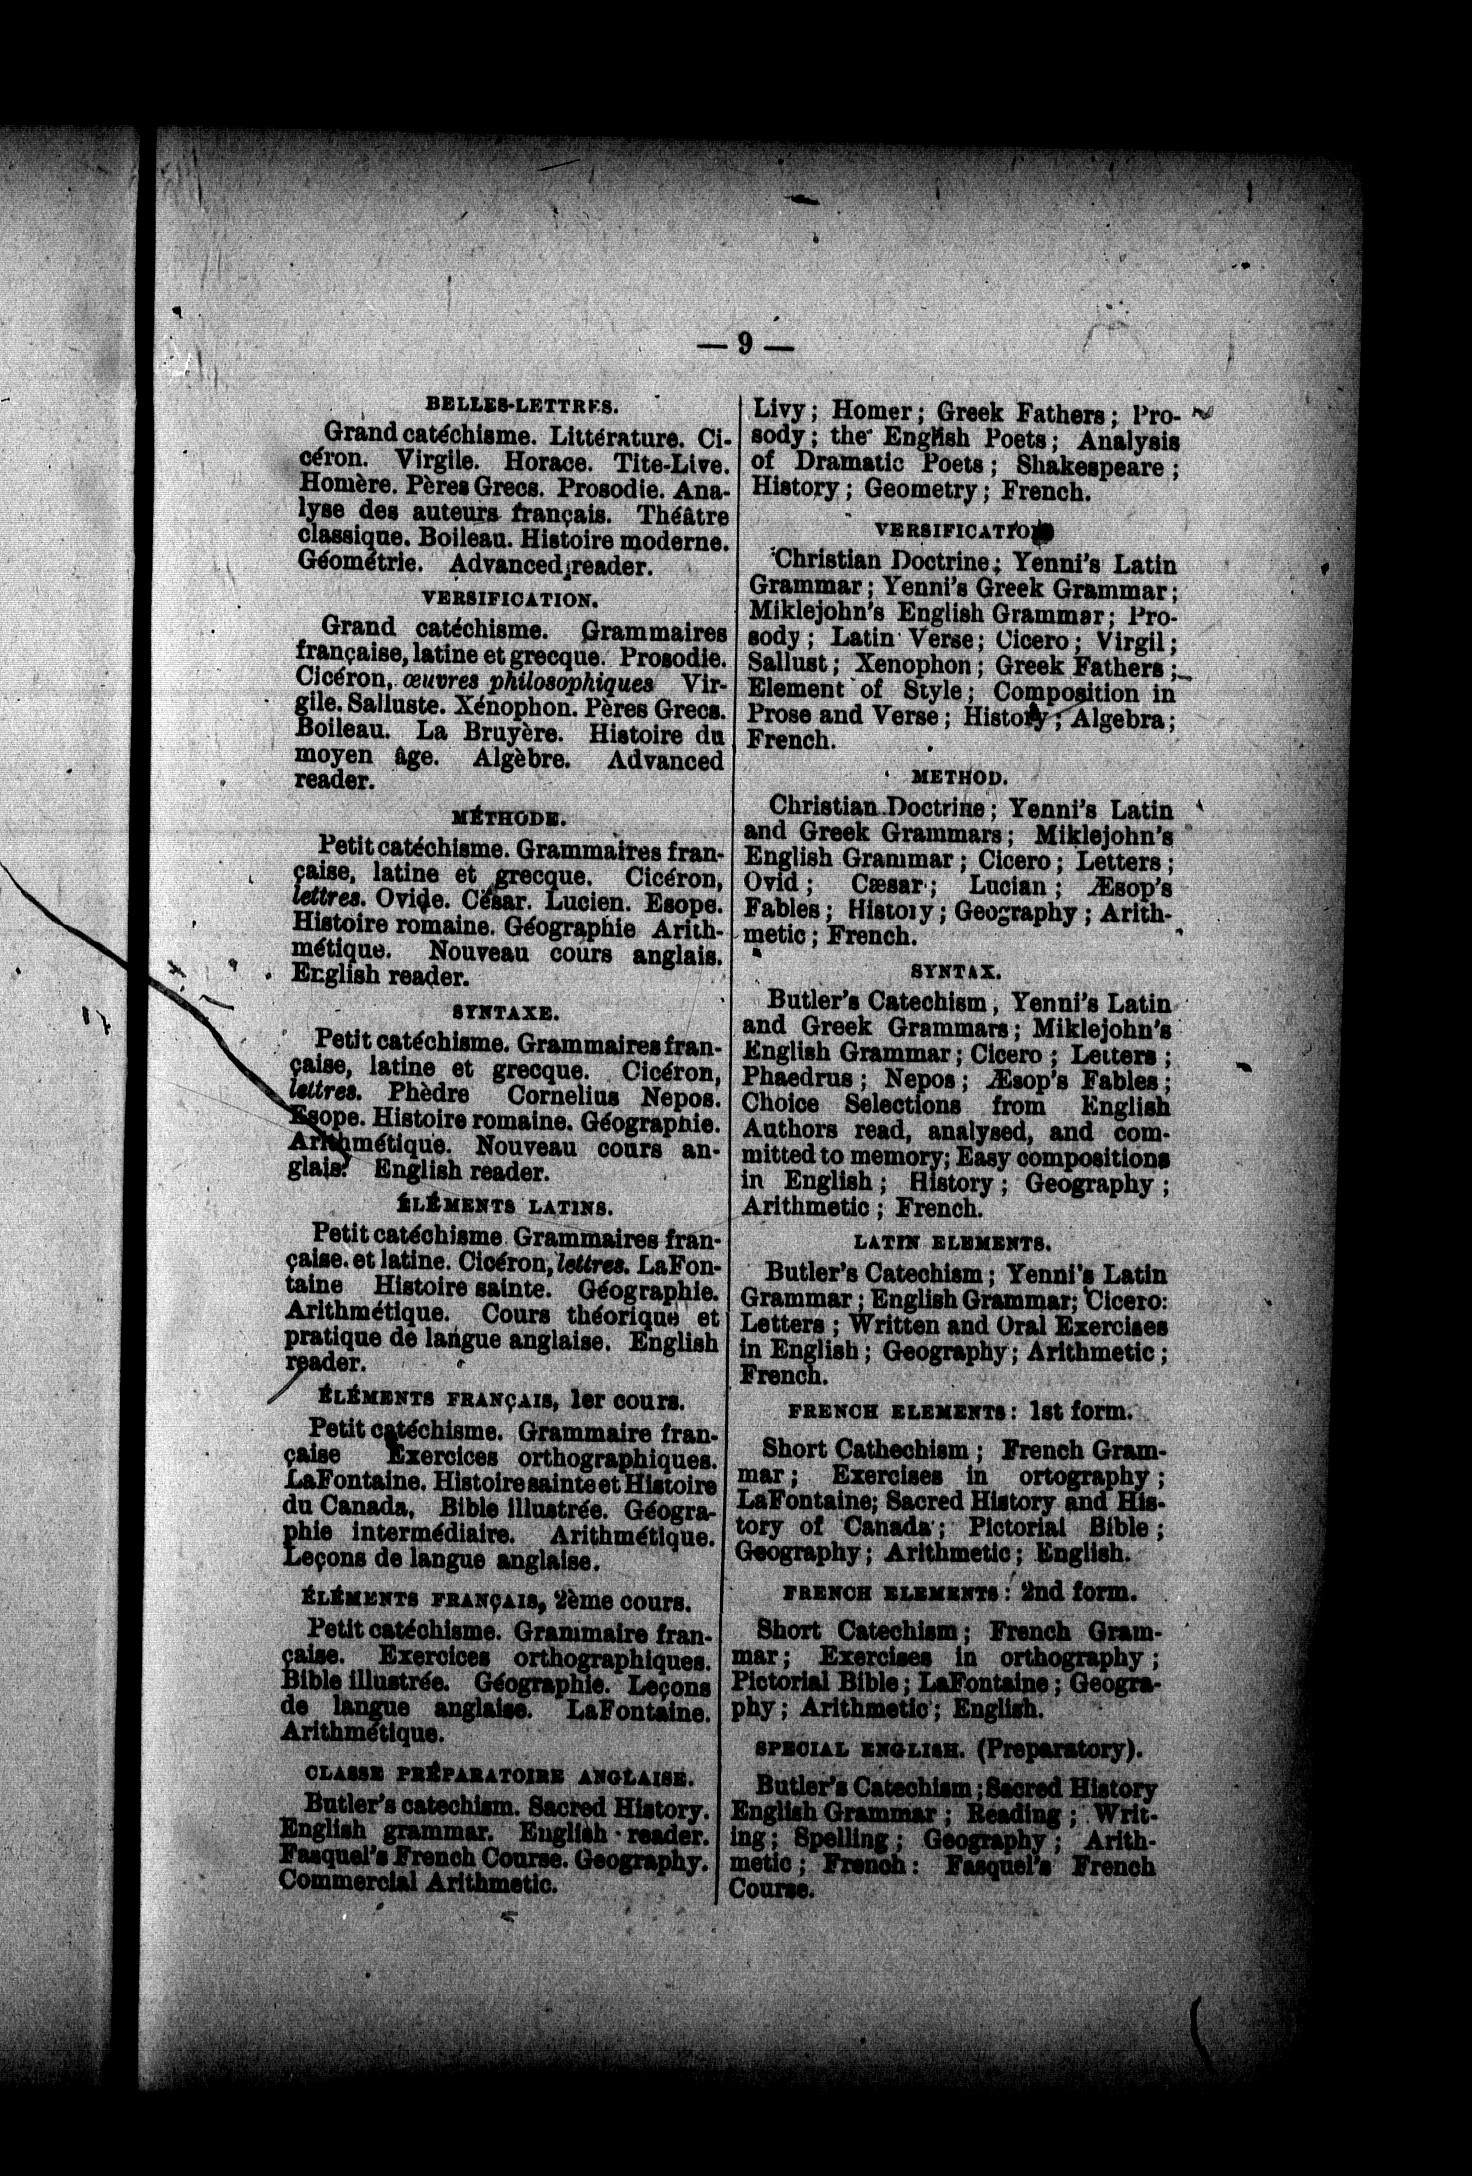 — 9 —
BELLES-LETTRES.
Grand catéchisme. Littérature. Ci-
céron. Virgile. Horace. Tite-Live.
Homère. Pères Grecs. Prosodie. Ana-
lyse des auteurs français. Théâtre
classique. Boileau. Histoire moderne.
Géométrie. Advanced reader.
VERSIFICATION.
Grand catéchisme. Grammaires
française, latine et grecque. Prosodie.
Cicéron, œuvres philosophiques Vir-
gile. Salluste. Xénophon. Pères Grecs.
Boileau. La Bruyère. Histoire du
moyen âge. Algèbre. Advanced
reader.
MÉTHODE.
Petit catéchisme. Grammaires fran-
çaise, latine et grecque. Cicéron,
lettres. Ovide. César. Lucien. Esope.
Histoire romaine. Géographie Arith-
métique. Nouveau cours anglais.
English reader.
SYNTAXE.
Petit catéchisme. Grammaires fran-
çaise, latine et grecque. Cicéron,
lettres. Phèdre Cornelius Nepos.
Esope. Histoire romaine. Géographie.
Arithmétique. Nouveau cours an-
glais. English reader.
ÉLÉMENTS LATINS.
Petit catéchisme Grammaires fran-
çaise. et latine. Cicéron, lettres. LaFon-
taine Histoire sainte. Géographie.
Arithmétique. Cours théorique et
pratique de langue anglaise. English
reader.
ÉLÉMENTS FRANÇAIS, 1er cours.
Petit catéchisme. Grammaire fran-
çaise Exercices orthographiques.
LaFontaine. Histoire sainte et Histoire
du Canada, Bible illustrée. Géogra-
phie intermédiaire. Arithmétique.
Leçons de langue anglaise.
ÉLÉMENTS FRANÇAIS, 2ème cours.
Petit catéchisme. Grammaire fran-
çaise. Exercices orthographiques.
Bible illustrée. Géographie. Leçons
de langue anglaise. LaFontaine.
Arithmétique.
CLASSE PRÉPARATOIRE ANGLAISE.
Butler's catechism. Sacred History.
English grammar. English reader.
Fasquel's French Course. Geography.
Commercial Arithmetic.
Livy; Homer; Greek Fathers; Pro-
sody; the English Poets; Analysis
of Dramatic Poets; Shakespeare;
History; Geometry; French.
VERSIFICATION
Christian Doctrine; Yenni's Latin
Grammar; Yenni's Greek Grammar;
Miklejohn's English Grammar; Pro-
sody; Latin Verse; Cicero; Virgil;
Sallust; Xenophon; Greek Fathers;
Element of Style; Composition in
Prose and Verse; History; Algebra;
French.
METHOD.
Christian Doctrine; Yenni's Latin
and Greek Grammars; Miklejohn's
English Grammar; Cicero; Letters;
Ovid; Cæsar; Lucian; Æsop's
Fables; History; Geography; Arith-
metic; French.
SYNTAX.
Butler's Catechism, Yenni's Latin
and Greek Grammars; Miklejohn's
English Grammar; Cicero; Letters;
Phaedrus; Nepos; Æsop's Fables;
Choice Selections from English
Authors read, analysed, and com-
mitted to memory; Easy compositions
in English; History; Geography;
Arithmetic; French.
LATIN ELEMENTS.
Butler's Catechism; Yenni's Latin
Grammar; English Grammar; Cicero:
Letters; Written and Oral Exercises
in English; Geography; Arithmetic;
French.
FRENCH ELEMENTS: 1st form.
Short Cathechism; French Gram-
mar; Exercises in ortography;
LaFontaine; Sacred History and His-
tory of Canada; Pictorial Bible;
Geography; Arithmetic; English.
FRENCH ELEMENTS: 2nd form.
Short Catechism; French Gram-
mar; Exercises in orthography;
Pictorial Bible; LaFontaine; Geogra-
phy; Arithmetic; English.
SPECIAL ENGLISH. (Preparatory).
Butler's Catechism; Sacred History
English Grammar; Reading; Writ-
ing; Spelling; Geography; Arith-
metic; French: Fasquel's French
Course.